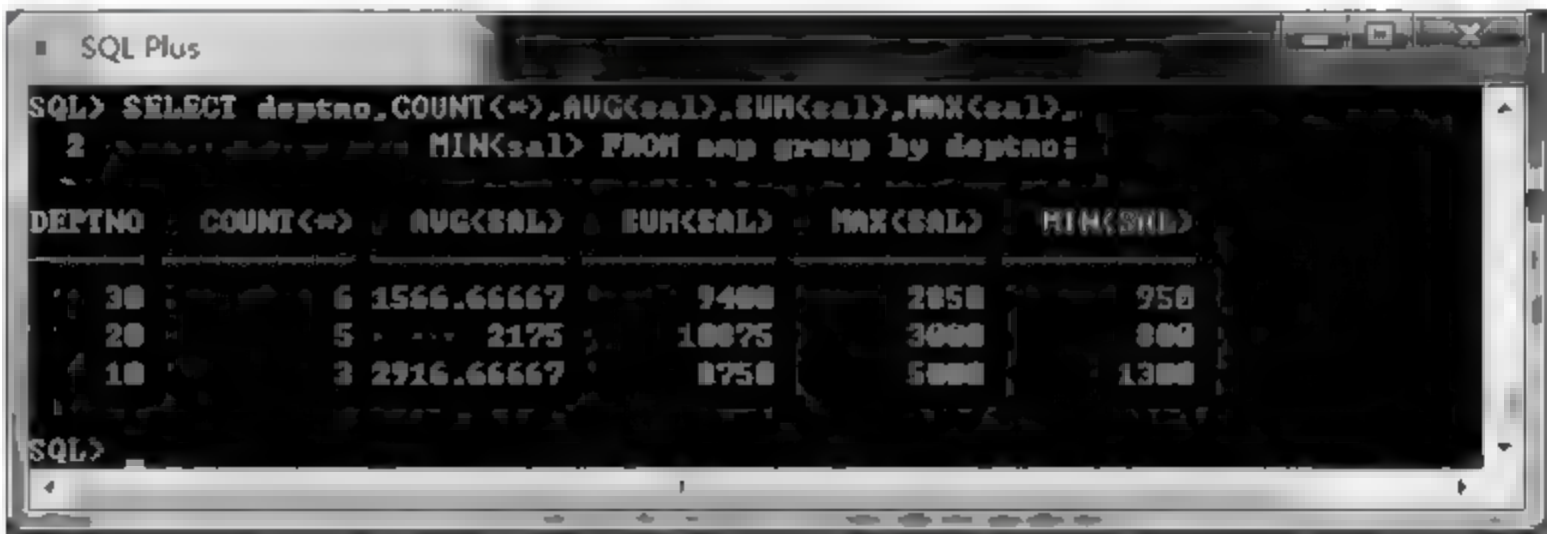 SQL Plus
SQL> SELECT deptno,COUNT(*),AVG(sal),SUM(sal),MAX(sal),
2 MIN(sal) FROM emp group by deptno;
DEPTNO COUNT(*) AVG(SAL) SUM(SAL) MAX(SAL) MIN(SAL)
30 6 1566.66667 9400 2850 950
20 5 2175 10875 3000 800
10 3 2916.66667 8750 5000 1300
SQL>